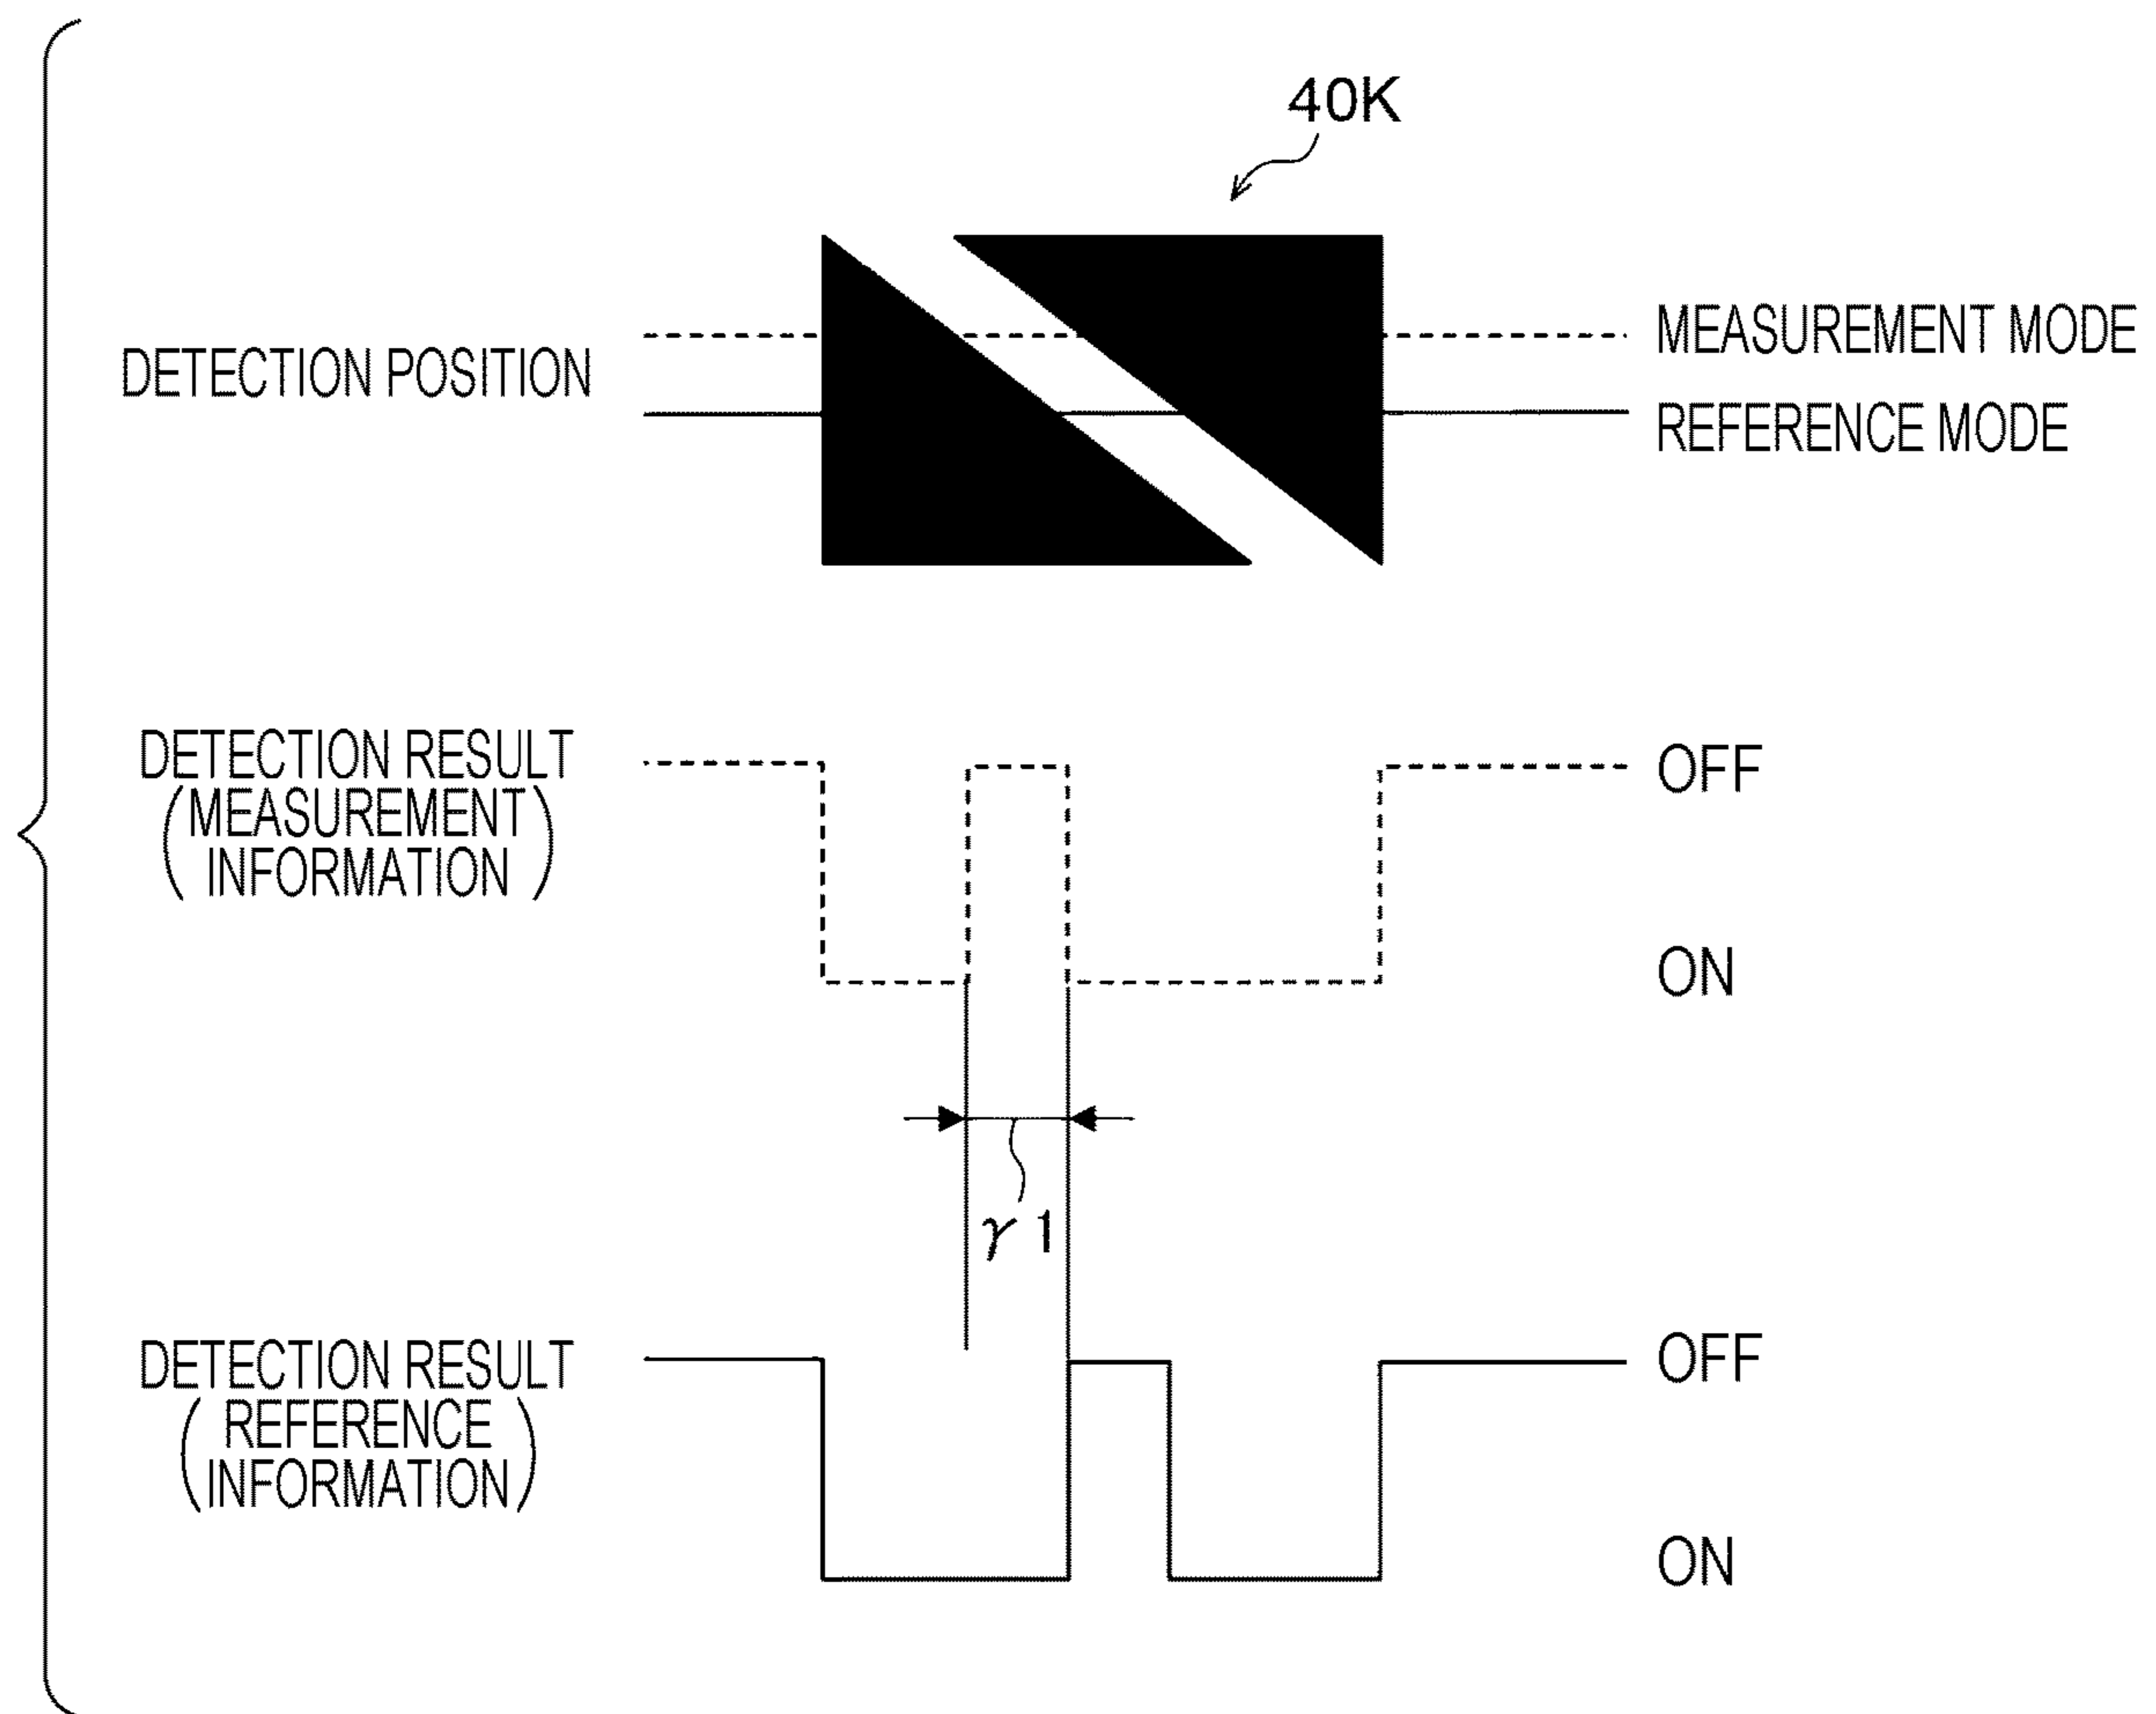 40K
DETECTION POSITION
MEASUREMENT MODE
REFERENCE MODE
DETECTION RESULT
(MEASUREMENT
INFORMATION)
OFF
ON
γ1
DETECTION RESULT
(REFERENCE
INFORMATION)
OFF
ON